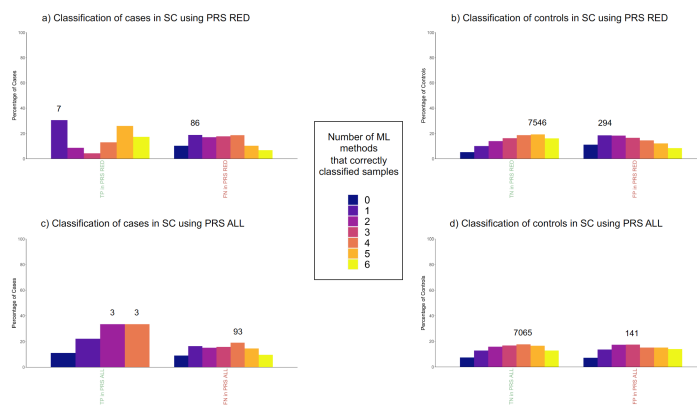 a) Classification of cases in SC using PRS RED
Percentage of Cases
100
80
60
40
20
0
7
86
TP in PRS RED
FN in PRS RED
b) Classification of controls in SC using PRS RED
Percentage of Controls
100
80
60
40
20
0
7546
294
TN in PRS RED
FP in PRS RED
Number of ML
methods
that correctly
classified samples
0
1
2
3
4
5
6
c) Classification of cases in SC using PRS ALL
Percentage of Cases
100
80
60
40
20
0
3
3
93
TP in PRS ALL
FN in PRS ALL
d) Classification of controls in SC using PRS ALL
Percentage of Controls
100
80
60
40
20
0
7065
141
TN in PRS ALL
FP in PRS ALL